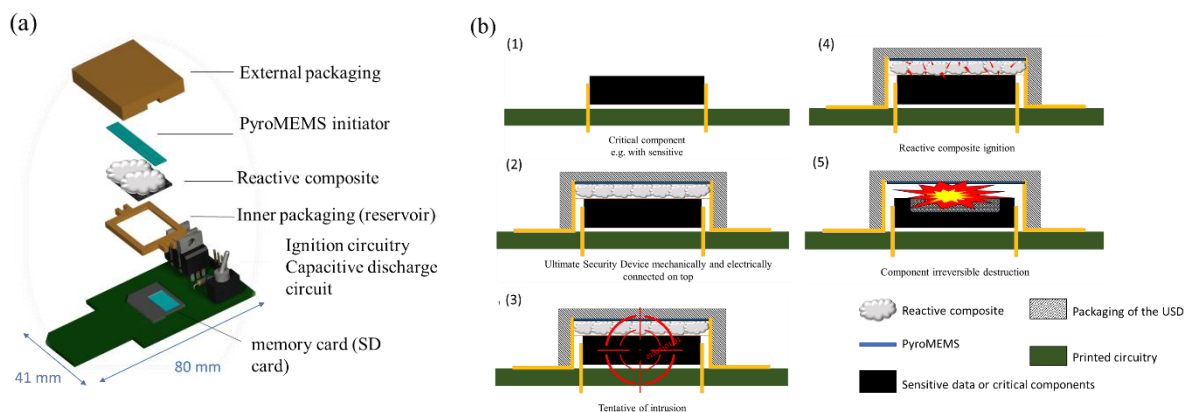 (a)
External packaging
PyroMEMS initiator
Reactive composite
Inner packaging (reservoir)
Ignition circuitry
Capacitive discharge
circuit
memory card (SD
card)
41 mm
80 mm
(b)
(1)
Critical component
e.g. with sensitive
(2)
Ultimate Security Device mechanically and electrically
connected on top
(3)
Tentative of intrusion
(4)
Reactive composite ignition
(5)
Component irreversible destruction
Reactive composite
Packaging of the USD
PyroMEMS
Printed circuitry
Sensitive data or critical components